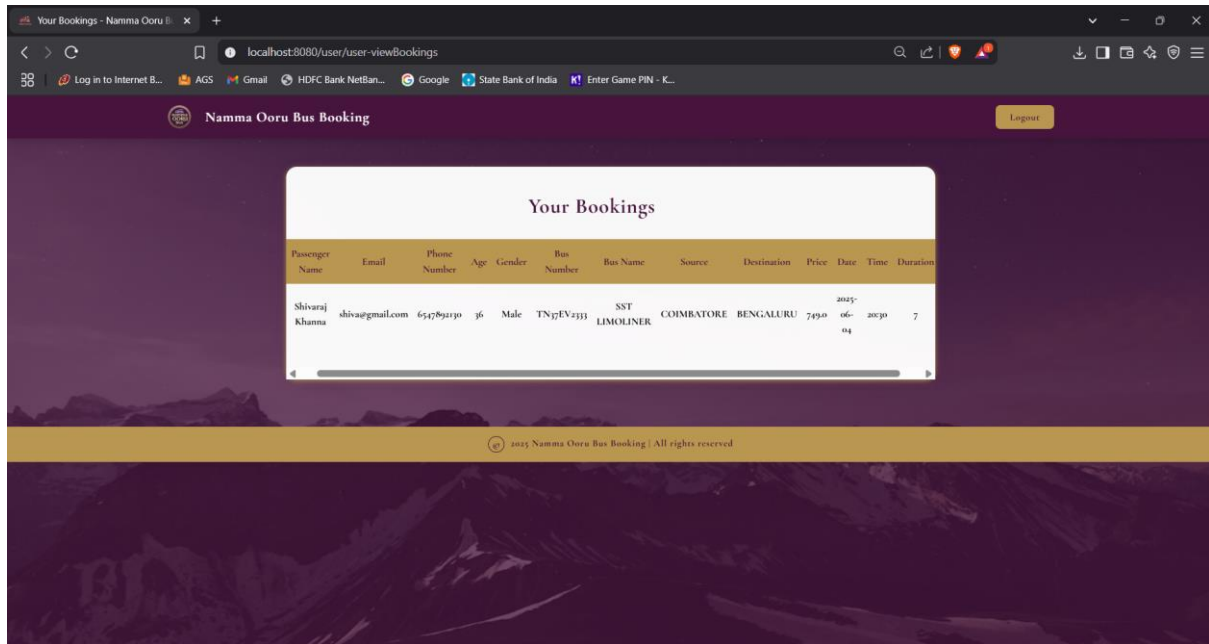 Your Bookings - Namma Ooru B
localhost:8080/user/user-viewBookings
Log in to Internet B... AGS Gmail HDFC Bank NetBan... Google State Bank of India K! Enter Game PIN - K...
Namma Ooru Bus Booking Logout
Your Bookings
Passenger Name Email Phone Number Age Gender Bus Number Bus Name Source Destination Price Date Time Duration
Shivaraj Khanna shiva@gmail.com 6547892130 36 Male TN37EV2333 SST LIMOLINER COIMBATORE BENGALURU 749.0 2025-06-04 20:30 7
2025 Namma Ooru Bus Booking | All rights reserved